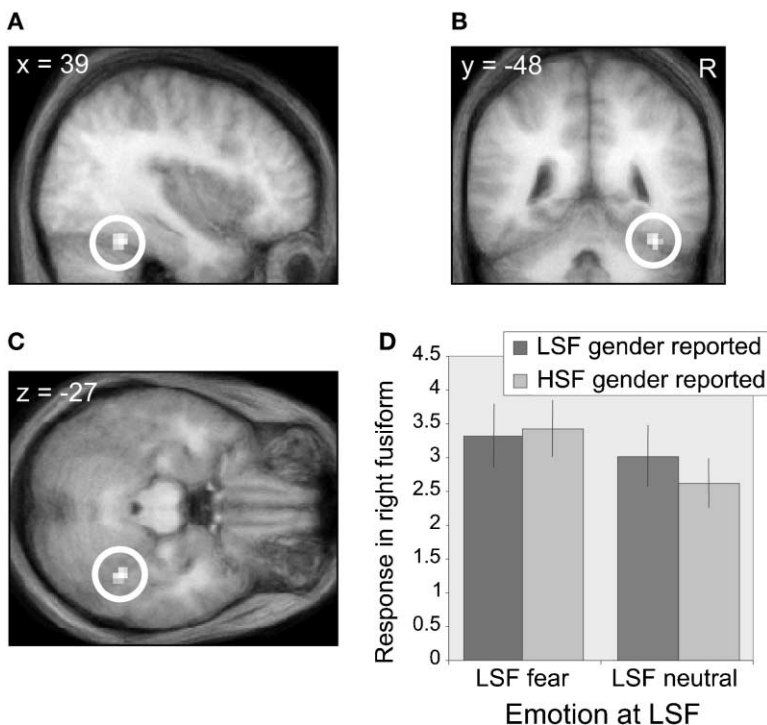 A
x = 39
B
y = -48
R
C
z = -27
D
LSF gender reported
HSF gender reported
Response in right fusiform
4.5
4
3.5
3
2.5
2
1.5
1
0.5
0
LSF fear
LSF neutral
Emotion at LSF